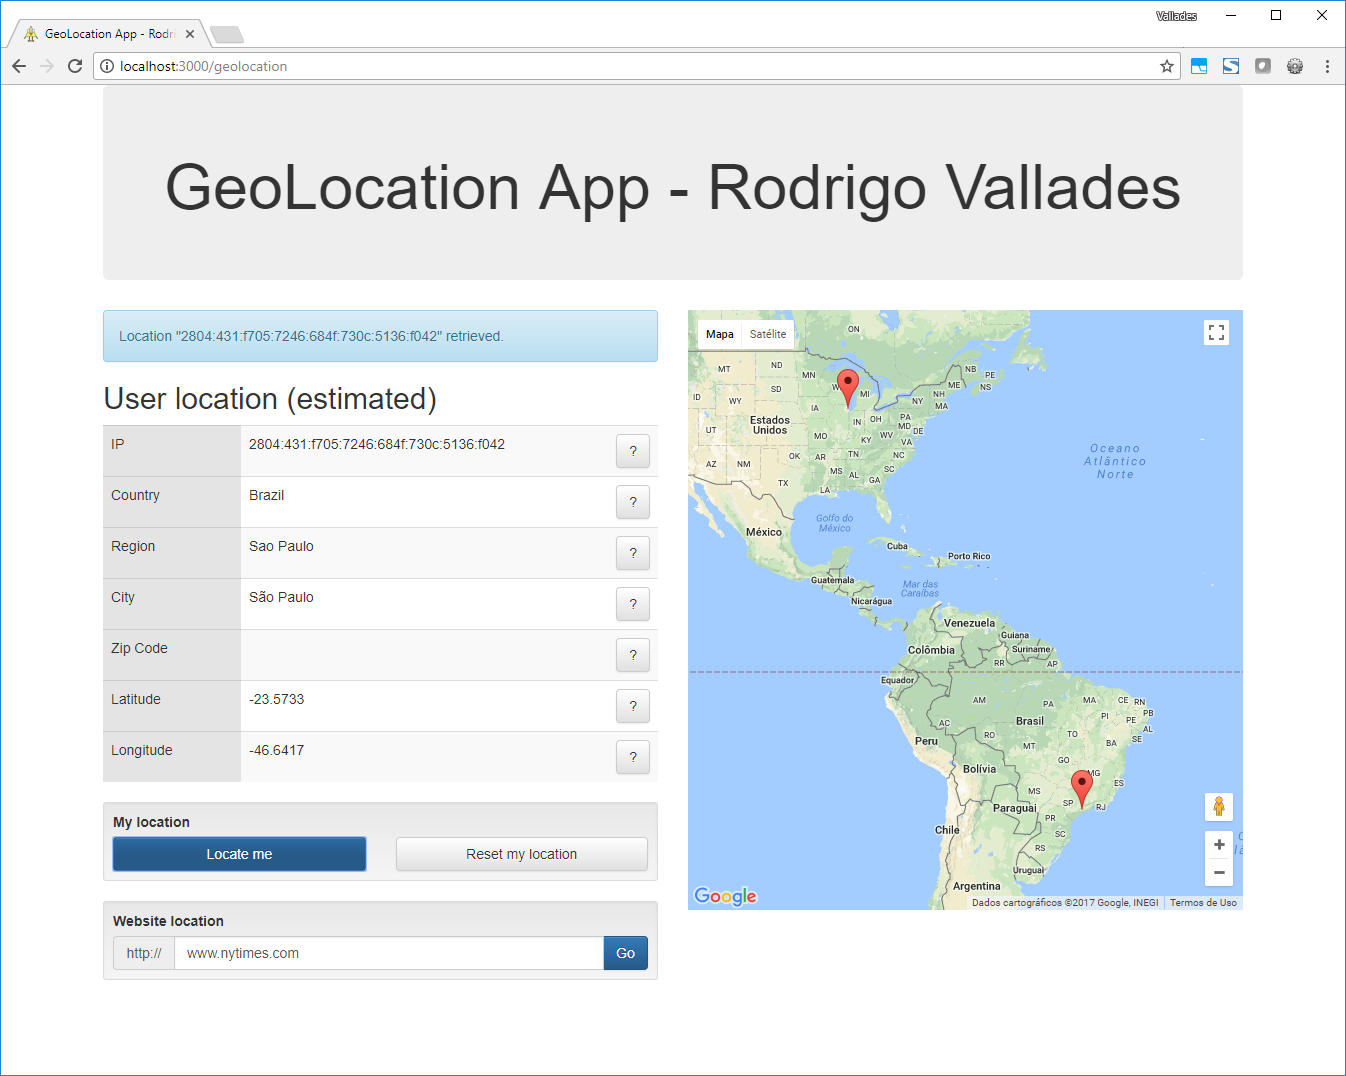 Vallades
GeoLocation App - Rodri
localhost:3000/geolocation
GeoLocation App - Rodrigo Vallades
Location "2804:431:f705:7246:684f:730c:5136:f042" retrieved.
User location (estimated)
IP 2804:431:f705:7246:684f:730c:5136:f042 ?
Country Brazil ?
Region Sao Paulo ?
City São Paulo ?
Zip Code ?
Latitude -23.5733 ?
Longitude -46.6417 ?
My location
Locate me Reset my location
Website location
http:// www.nytimes.com Go
Mapa Satélite
ON
MT ND MN NB PE
ID SD MI ME NS
WY IA NY NH
MA
Estados
Unidos
IN OH PA
MD DE
UT MO KY WV VA
AZ NM OK AR TN NC
MS AL SC
TX LA GA
Oceano
Atlântico
Norte
Golfo do
México
México
Cuba
Porto Rico
Guatemala
Mar das
Caraíbas
Nicarágua
Venezuela
Guiana
Colômbia
Suriname
RR AP
Equador
AM PA MA CE RN
PB
AC Brasil PI PE
AL
RO TO SE
Peru MT BA
GO
Bolívia
MG
MS ES
SP RJ
Paraguai
PR
Chile SC
RS
Uruguai
Argentina
+
−
Google
Dados cartográficos ©2017 Google, INEGI Termos de Uso